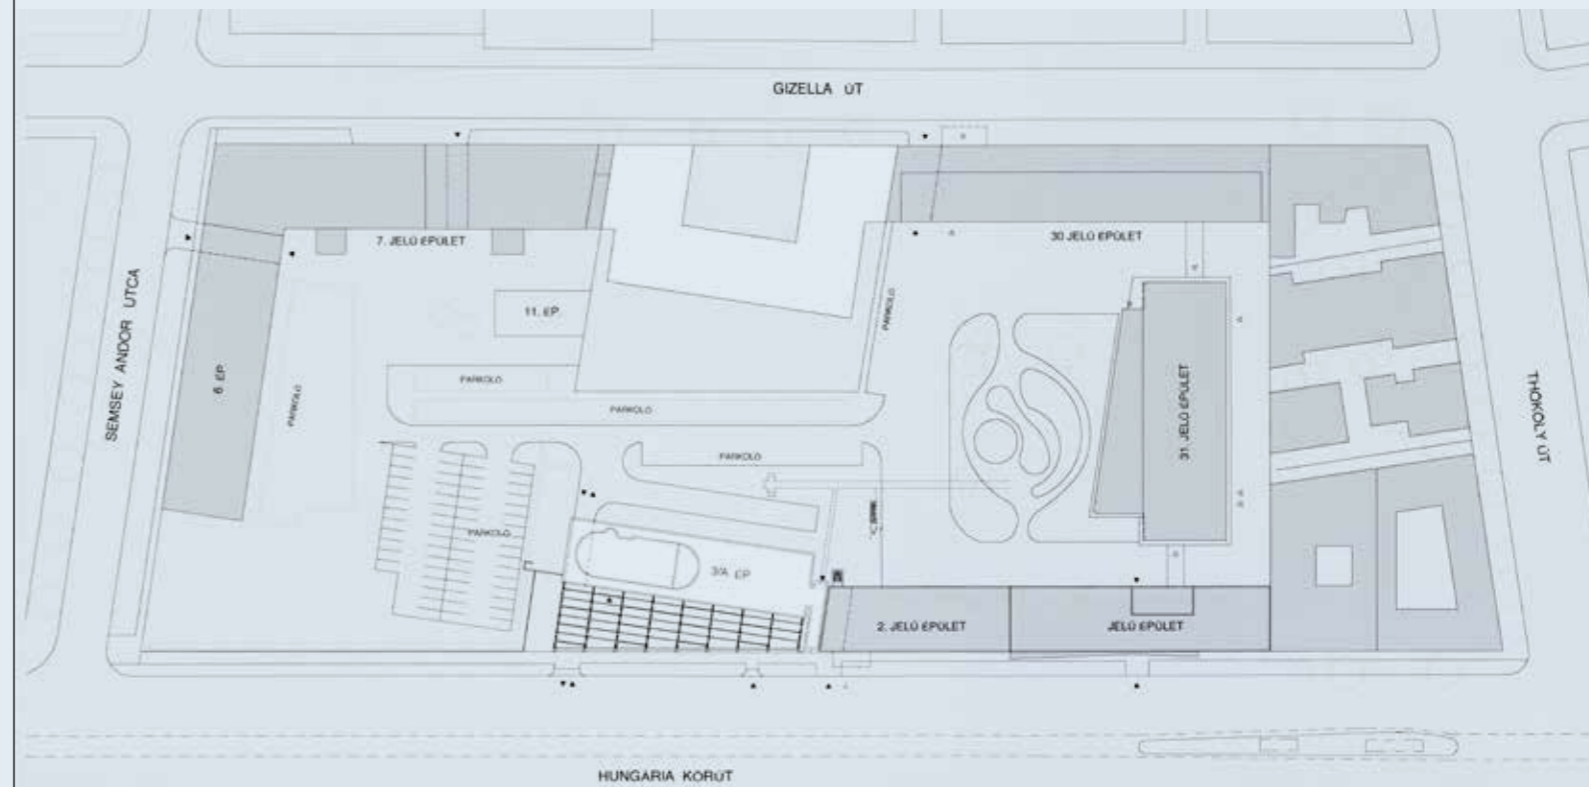 GIZELLA ÚT
7. JELŰ ÉPÜLET
30 JELŰ ÉPÜLET
SEMSEY ANDOR UTCA
11. ÉP.
PARKOLÓ
6 ÉP.
PARKOLÓ
PARKOLÓ
PARKOLÓ
31. JELŰ ÉPÜLET
THÖKÖLY ÚT
PARKOLÓ
PARKOLÓ
3/A. ÉP
2. JELŰ ÉPÜLET
JELŰ ÉPÜLET
HUNGÁRIA KÖRÚT